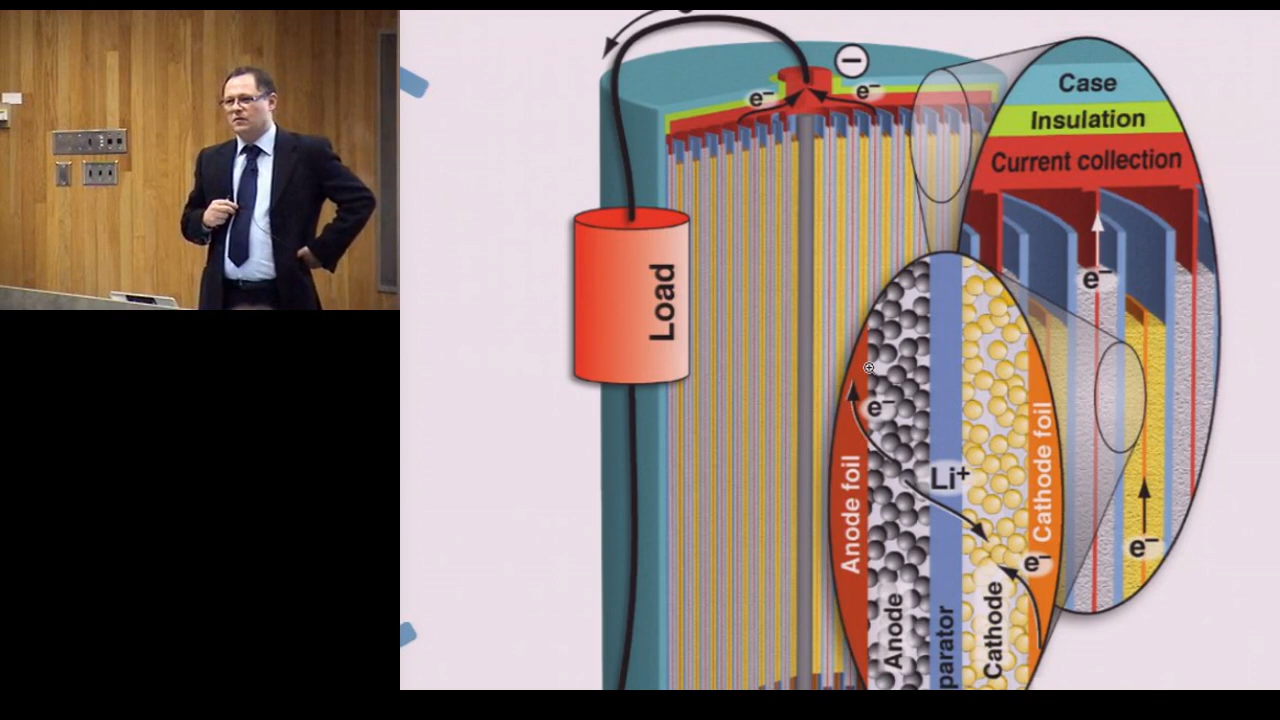 −
e−
e−
Case
Insulation
Current collection
e−
Load
e−
Li+
Anode foil
Cathode foil
e−
e−
Anode
parator
Cathode